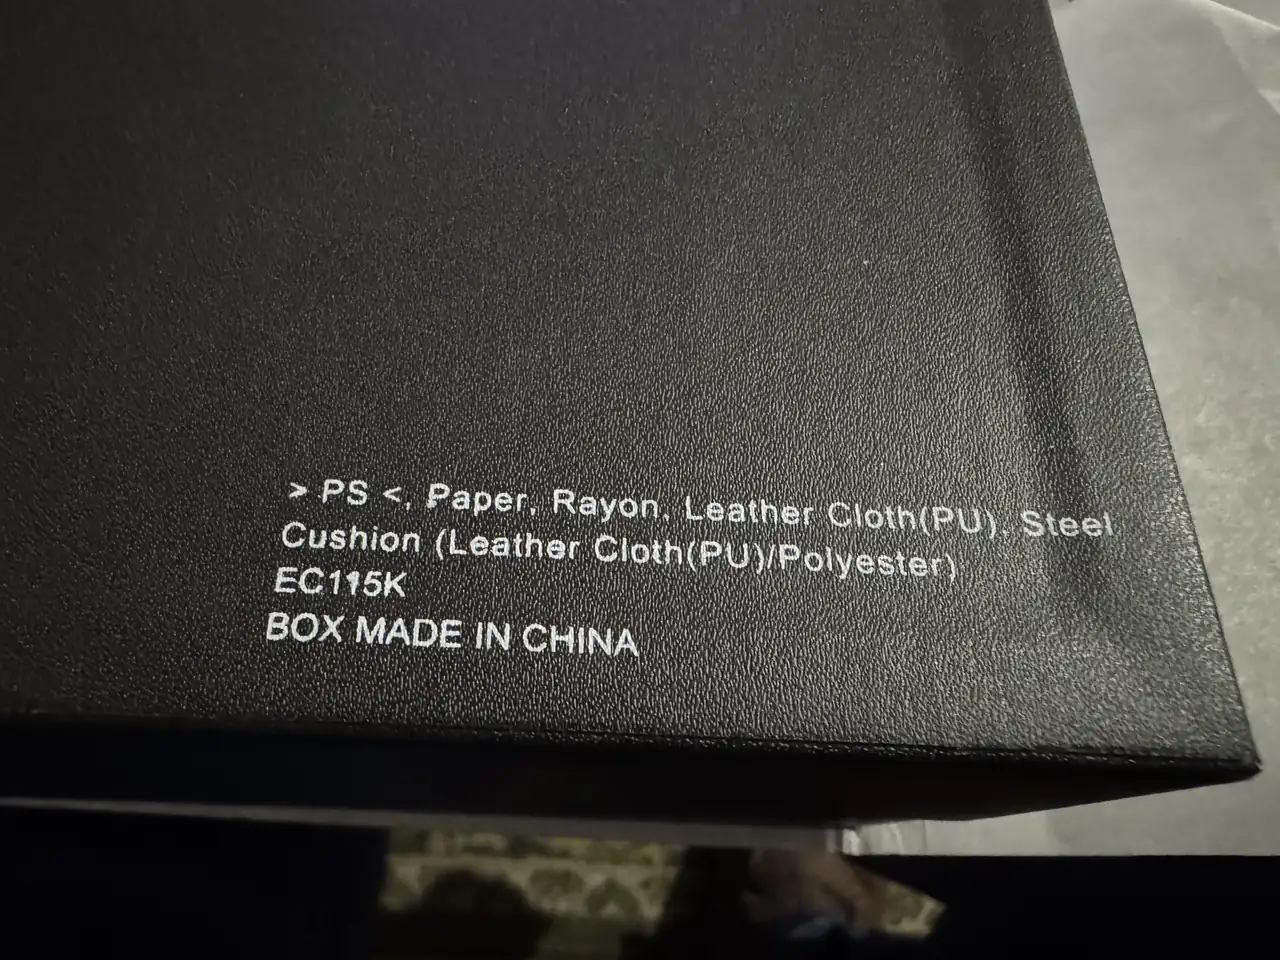 > PS <, Paper, Rayon, Leather Cloth(PU), Steel
Cushion (Leather Cloth(PU)/Polyester)
EC115K
BOX MADE IN CHINA